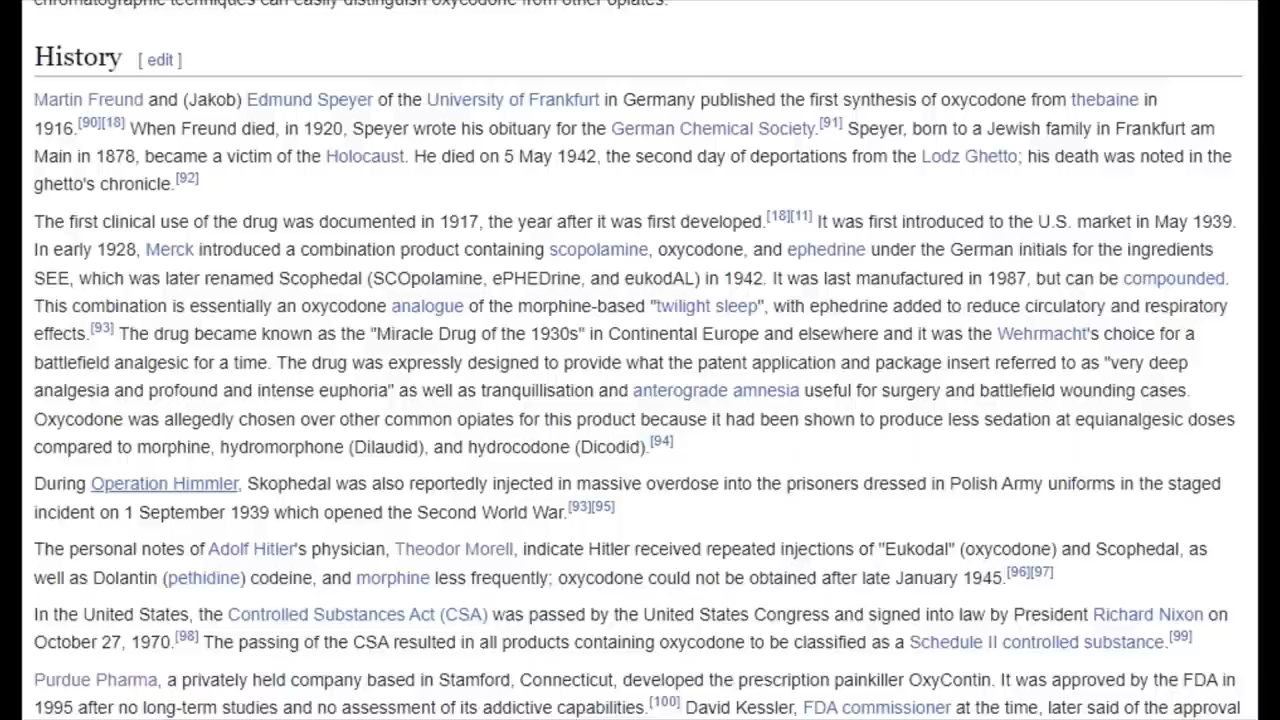 chromatographic techniques can easily distinguish oxycodone from other opiates.
History [ edit ]
Martin Freund and (Jakob) Edmund Speyer of the University of Frankfurt in Germany published the first synthesis of oxycodone from thebaine in
1916.[90][18] When Freund died, in 1920, Speyer wrote his obituary for the German Chemical Society.[91] Speyer, born to a Jewish family in Frankfurt am
Main in 1878, became a victim of the Holocaust. He died on 5 May 1942, the second day of deportations from the Lodz Ghetto; his death was noted in the
ghetto's chronicle.[92]
The first clinical use of the drug was documented in 1917, the year after it was first developed.[18][11] It was first introduced to the U.S. market in May 1939.
In early 1928, Merck introduced a combination product containing scopolamine, oxycodone, and ephedrine under the German initials for the ingredients
SEE, which was later renamed Scophedal (SCOpolamine, ePHEDrine, and eukodAL) in 1942. It was last manufactured in 1987, but can be compounded.
This combination is essentially an oxycodone analogue of the morphine-based "twilight sleep", with ephedrine added to reduce circulatory and respiratory
effects.[93] The drug became known as the "Miracle Drug of the 1930s" in Continental Europe and elsewhere and it was the Wehrmacht's choice for a
battlefield analgesic for a time. The drug was expressly designed to provide what the patent application and package insert referred to as "very deep
analgesia and profound and intense euphoria" as well as tranquillisation and anterograde amnesia useful for surgery and battlefield wounding cases.
Oxycodone was allegedly chosen over other common opiates for this product because it had been shown to produce less sedation at equianalgesic doses
compared to morphine, hydromorphone (Dilaudid), and hydrocodone (Dicodid).[94]
During Operation Himmler, Skophedal was also reportedly injected in massive overdose into the prisoners dressed in Polish Army uniforms in the staged
incident on 1 September 1939 which opened the Second World War.[93][95]
The personal notes of Adolf Hitler's physician, Theodor Morell, indicate Hitler received repeated injections of "Eukodal" (oxycodone) and Scophedal, as
well as Dolantin (pethidine) codeine, and morphine less frequently; oxycodone could not be obtained after late January 1945.[96][97]
In the United States, the Controlled Substances Act (CSA) was passed by the United States Congress and signed into law by President Richard Nixon on
October 27, 1970.[98] The passing of the CSA resulted in all products containing oxycodone to be classified as a Schedule II controlled substance.[99]
Purdue Pharma, a privately held company based in Stamford, Connecticut, developed the prescription painkiller OxyContin. It was approved by the FDA in
1995 after no long-term studies and no assessment of its addictive capabilities.[100] David Kessler, FDA commissioner at the time, later said of the approval